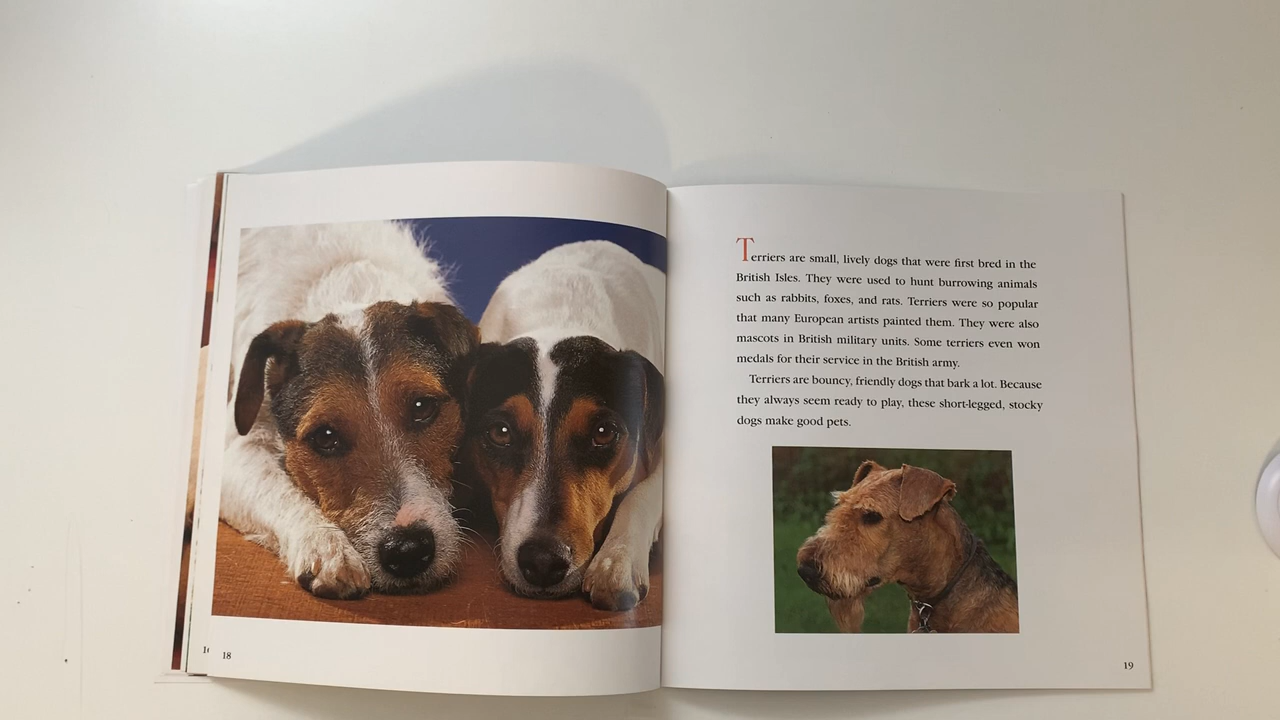 18
Terriers are small, lively dogs that were first bred in the
British Isles. They were used to hunt burrowing animals
such as rabbits, foxes, and rats. Terriers were so popular
that many European artists painted them. They were also
mascots in British military units. Some terriers even won
medals for their service in the British army.
Terriers are bouncy, friendly dogs that bark a lot. Because
they always seem ready to play, these short-legged, stocky
dogs make good pets.
19